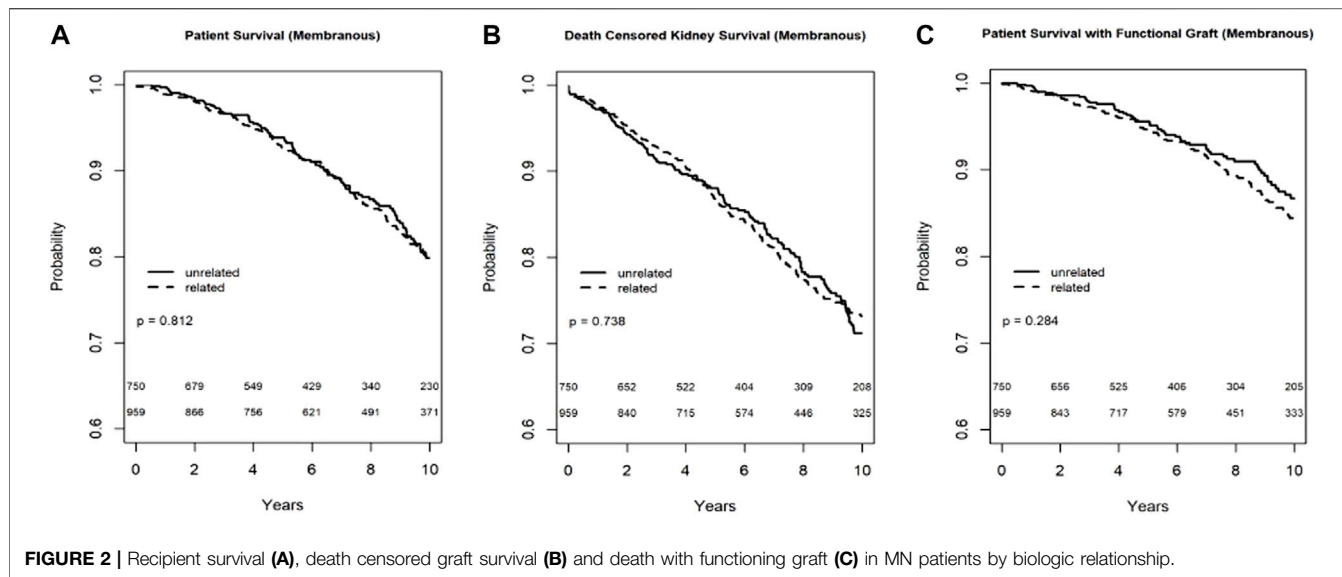 A
Patient Survival (Membranous)
Probability
1.0
0.9
0.8
0.7
0.6
unrelated
related
p = 0.812
750 679 549 429 340 230
959 866 756 621 491 371
0 2 4 6 8 10
Years
B
Death Censored Kidney Survival (Membranous)
Probability
1.0
0.9
0.8
0.7
0.6
unrelated
related
p = 0.738
750 652 522 404 309 208
959 840 715 574 446 325
0 2 4 6 8 10
Years
C
Patient Survival with Functional Graft (Membranous)
Probability
1.0
0.9
0.8
0.7
0.6
unrelated
related
p = 0.284
750 656 525 406 304 205
959 843 717 579 451 333
0 2 4 6 8 10
Years
FIGURE 2 | Recipient survival (A), death censored graft survival (B) and death with functioning graft (C) in MN patients by biologic relationship.